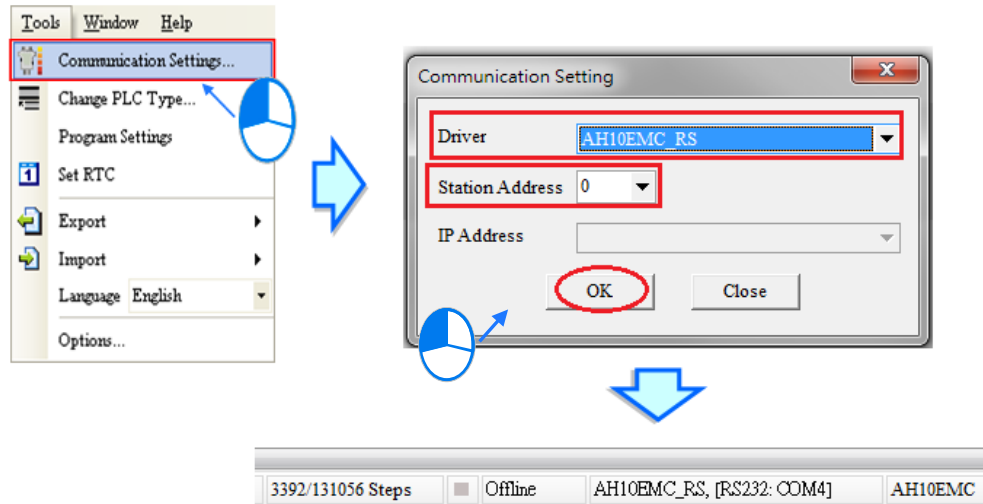 Tools Window Help
Communication Settings...
Change PLC Type...
Program Settings
1 Set RTC
Export
Import
Language English
Options...
Communication Setting
Driver AH10EMC_RS
Station Address 0
IP Address
OK Close
3392/131056 Steps Offline AH10EMC_RS, [RS232: COM4] AH10EMC